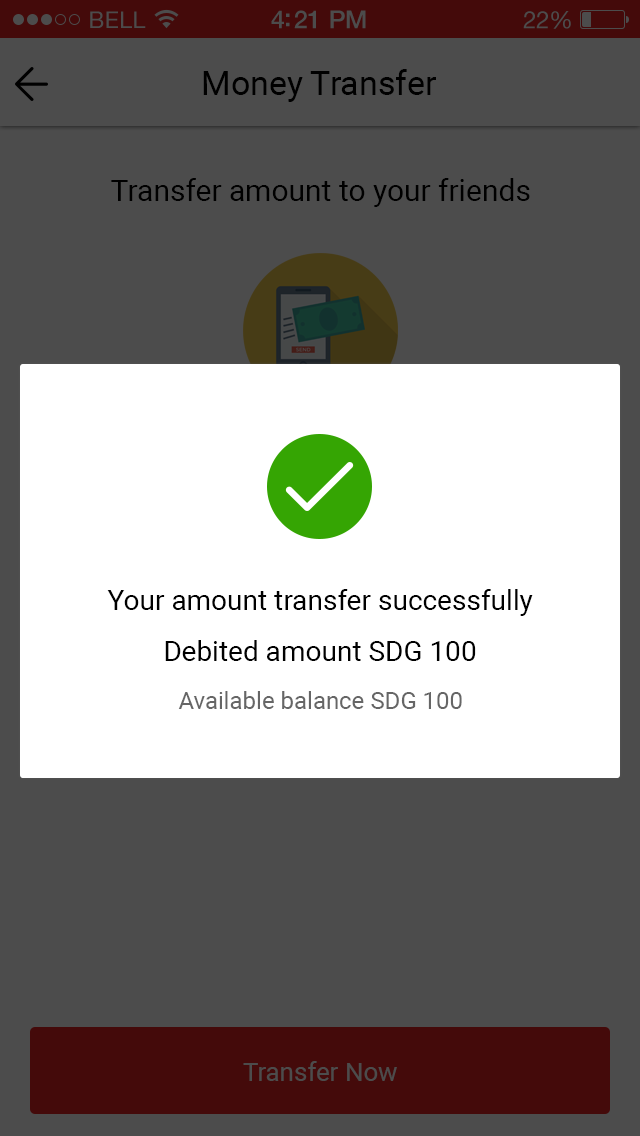 BELL 4:21 PM 22%
Money Transfer
Transfer amount to your friends
SEND
Your amount transfer successfully
Debited amount SDG 100
Available balance SDG 100
Transfer Now